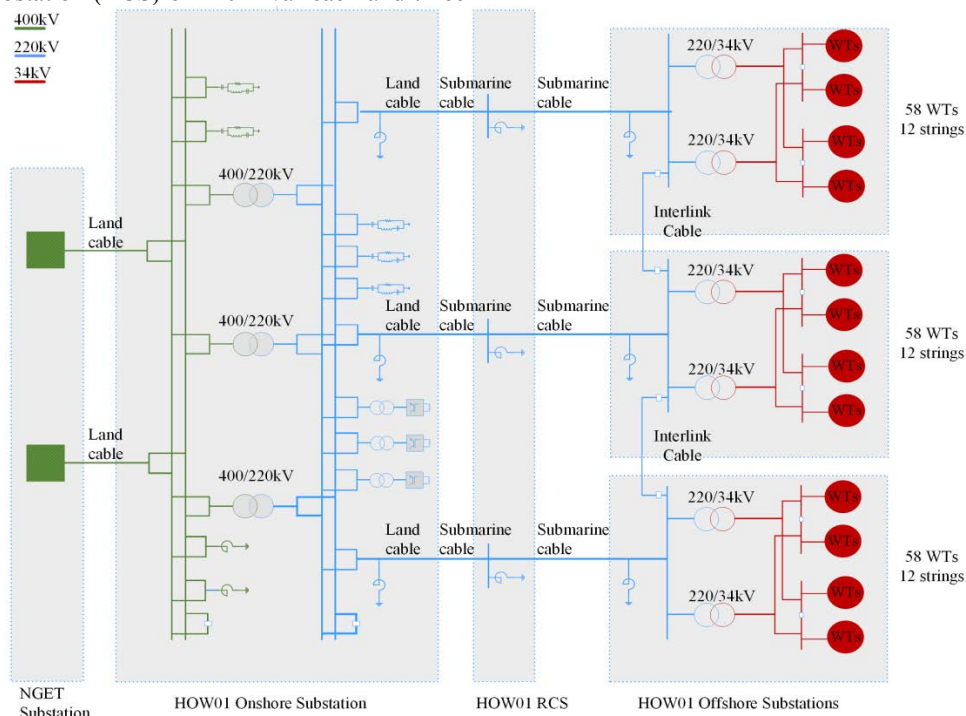 400kV
220kV
34kV
220/34kV
WTs
WTs
Land
cable
Submarine
cable
Submarine
cable
58 WTs
12 strings
220/34kV
WTs
WTs
400/220kV
Land
cable
Interlink
Cable
220/34kV
WTs
WTs
Land
cable
Submarine
cable
Submarine
cable
400/220kV
58 WTs
12 strings
220/34kV
WTs
WTs
Land
cable
Interlink
Cable
400/220kV
220/34kV
WTs
WTs
Land
cable
Submarine
cable
Submarine
cable
58 WTs
12 strings
220/34kV
WTs
WTs
NGET
Substation
HOW01 Onshore Substation
HOW01 RCS
HOW01 Offshore Substations